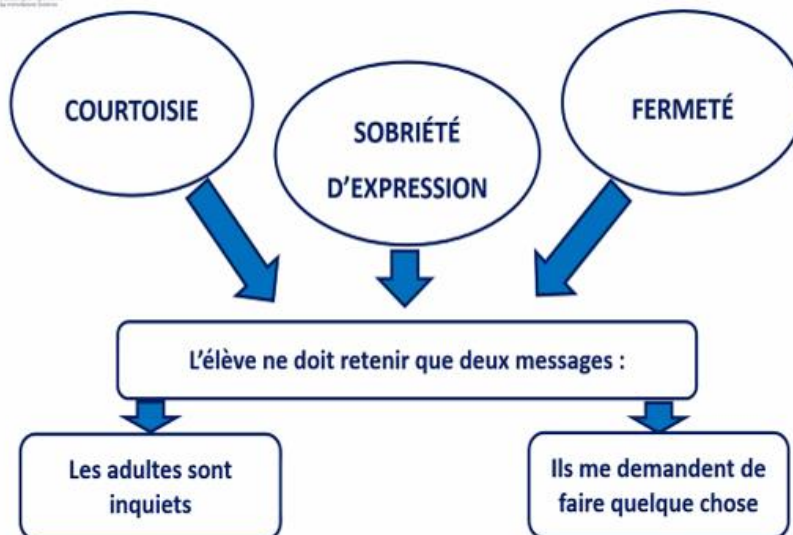 COURTOISIE
SOBRIÉTÉ
D'EXPRESSION
FERMETÉ
L'élève ne doit retenir que deux messages :
Les adultes sont
inquiets
Ils me demandent de
faire quelque chose